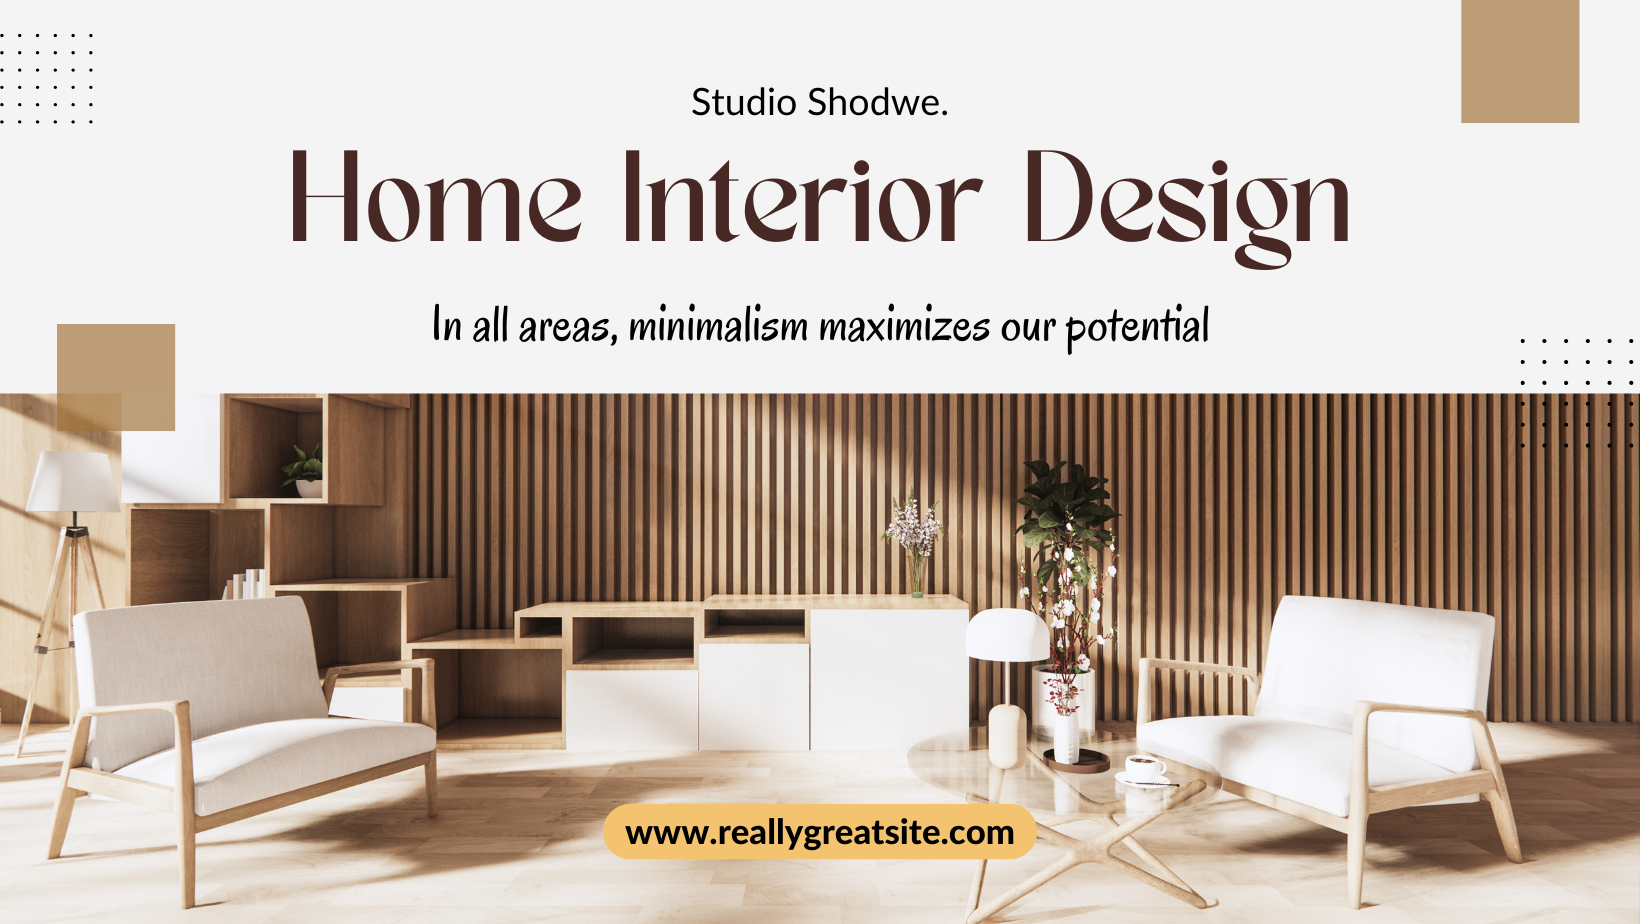 Studio Shodwe.
Home Interior Design
In all areas, minimalism maximizes our potential
www.reallygreatsite.com